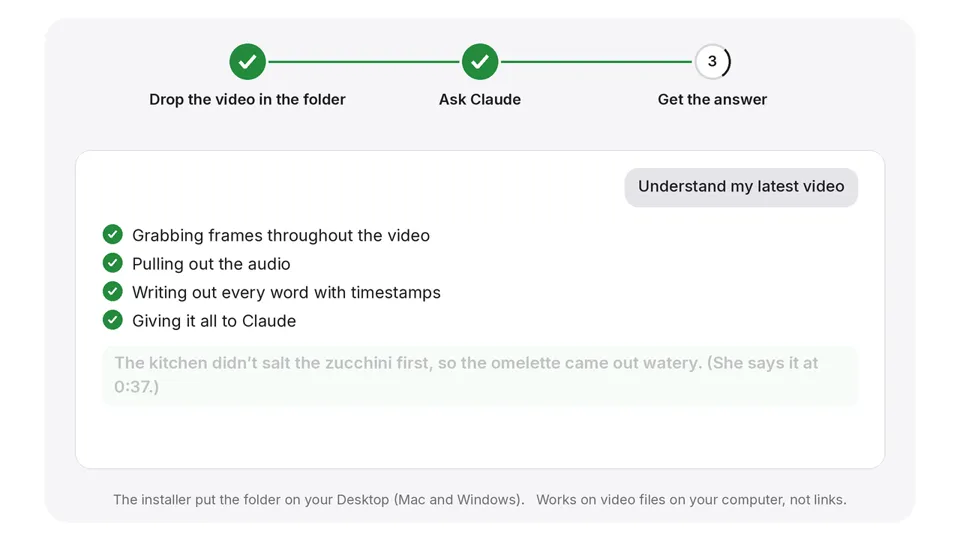 3
Drop the video in the folder
Ask Claude
Get the answer
Understand my latest video
Grabbing frames throughout the video
Pulling out the audio
Writing out every word with timestamps
Giving it all to Claude
The kitchen didn’t salt the zucchini first, so the omelette came out watery. (She says it at
0:37.)
The installer put the folder on your Desktop (Mac and Windows).   Works on video files on your computer, not links.